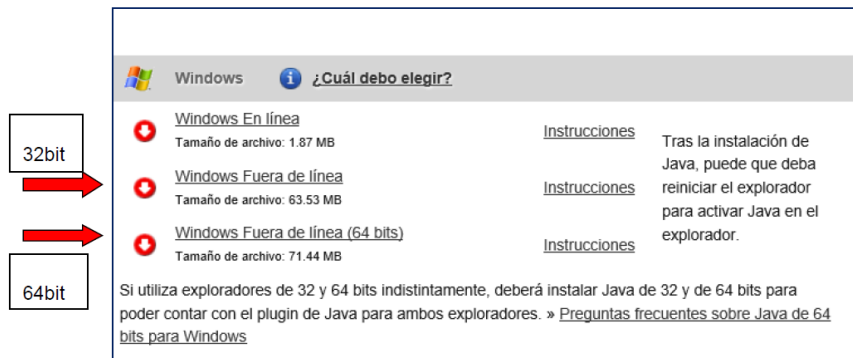 Windows ¿Cuál debo elegir?
32bit
Windows En línea
Tamaño de archivo: 1.87 MB
Instrucciones
Windows Fuera de línea
Tamaño de archivo: 63.53 MB
Instrucciones
Windows Fuera de línea (64 bits)
Tamaño de archivo: 71.44 MB
Instrucciones
Tras la instalación de
Java, puede que deba
reiniciar el explorador
para activar Java en el
explorador.
64bit
Si utiliza exploradores de 32 y 64 bits indistintamente, deberá instalar Java de 32 y de 64 bits para
poder contar con el plugin de Java para ambos exploradores. » Preguntas frecuentes sobre Java de 64
bits para Windows